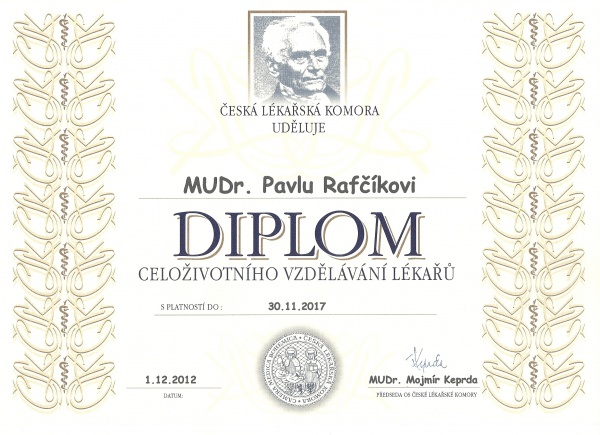 ČESKÁ LÉKAŘSKÁ KOMORA
UDĚLUJE
MUDr. Pavlu Rafčíkovi
DIPLOM
CELOŽIVOTNÍHO VZDĚLÁVÁNÍ LÉKAŘŮ
S PLATNOSTÍ DO : 30.11.2017
Keprda
1.12.2012
MUDr. Mojmír Keprda
DATUM:
PŘEDSEDA OS ČESKÉ LÉKAŘSKÉ KOMORY